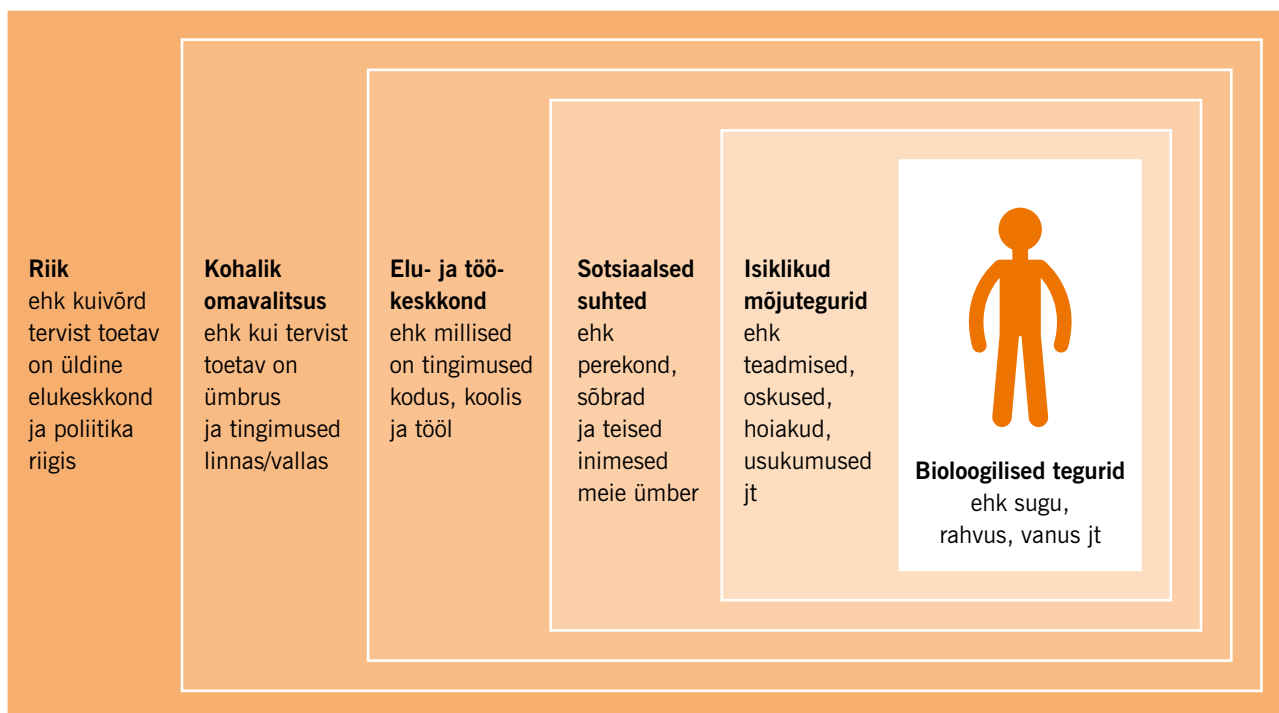 Riik
ehk kuivõrd
tervist toetav
on üldine
elukeskkond
ja poliitika
riigis
Kohalik
omavalitsus
ehk kui tervist
toetav on
ümbrus
ja tingimused
linnas/vallas
Elu- ja töö-
keskkond
ehk millised
on tingimused
kodus, koolis
ja tööl
Sotsiaalsed
suhted
ehk
perekond,
sõbrad
ja teised
inimesed
meie ümber
Isiklikud
mõjutegurid
ehk
teadmised,
oskused,
hoiakud,
usukumused
jt
Bioloogilised tegurid
ehk sugu,
rahvus, vanus jt